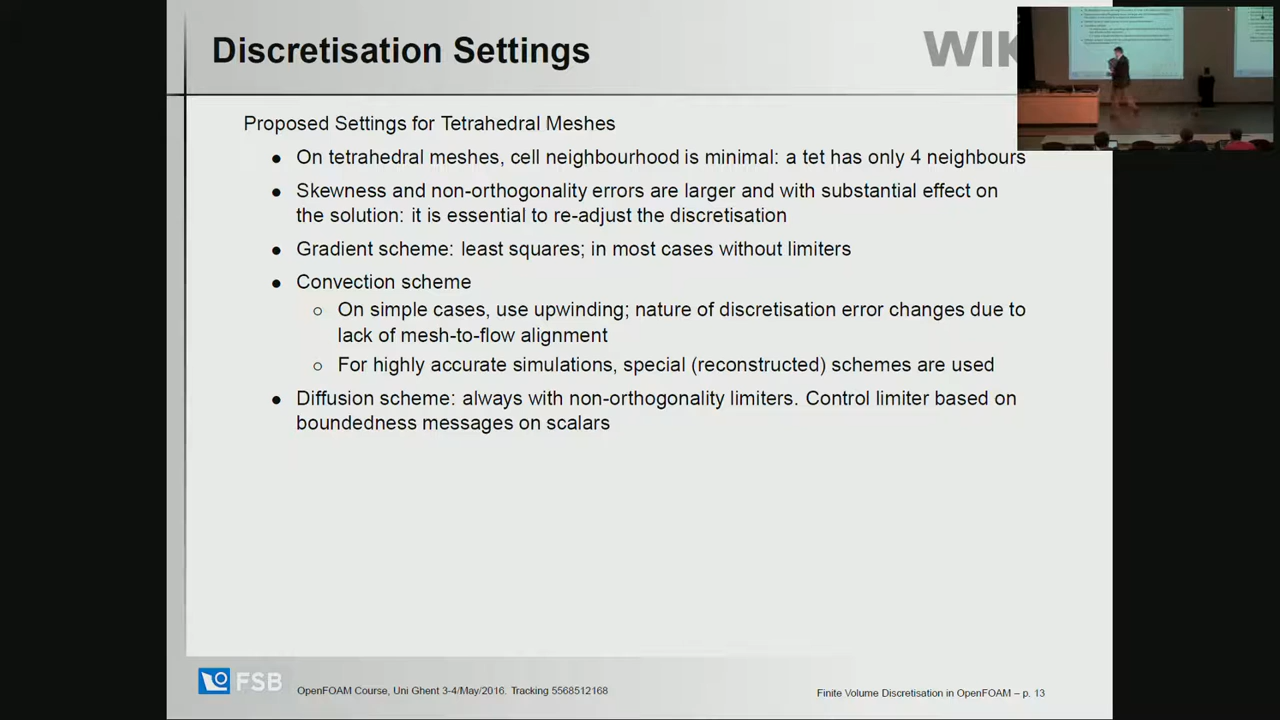 Discretisation Settings
WIK
Proposed Settings for Tetrahedral Meshes
• On tetrahedral meshes, cell neighbourhood is minimal: a tet has only 4 neighbours
• Skewness and non-orthogonality errors are larger and with substantial effect on
the solution: it is essential to re-adjust the discretisation
• Gradient scheme: least squares; in most cases without limiters
• Convection scheme
○ On simple cases, use upwinding; nature of discretisation error changes due to
lack of mesh-to-flow alignment
○ For highly accurate simulations, special (reconstructed) schemes are used
• Diffusion scheme: always with non-orthogonality limiters. Control limiter based on
boundedness messages on scalars
FSB
OpenFOAM Course, Uni Ghent 3-4/May/2016. Tracking 5568512168
Finite Volume Discretisation in OpenFOAM – p. 13